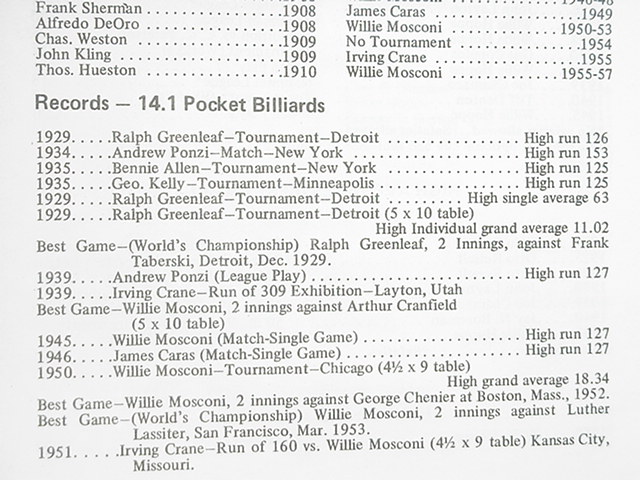 Frank Sherman . . . . . . . . . . . . . . .1908
Alfredo DeOro . . . . . . . . . . . . . . .1908
Chas. Weston . . . . . . . . . . . . . . . .1909
John Kling . . . . . . . . . . . . . . . . . .1909
Thos. Hueston . . . . . . . . . . . . . . .1910
James Caras . . . . . . . . . . . . . . . . .1949
Willie Mosconi . . . . . . . . . . . . 1950-53
No Tournament . . . . . . . . . . . . . .1954
Irving Crane . . . . . . . . . . . . . . . . .1955
Willie Mosconi . . . . . . . . . . . . 1955-57
Records – 14.1 Pocket Billiards
1929. . . . .Ralph Greenleaf–Tournament–Detroit . . . . . . . . . . . . . . . High run 126
1934. . . . .Andrew Ponzi–Match–New York . . . . . . . . . . . . . . . . . . . High run 153
1935. . . . .Bennie Allen–Tournament–New York . . . . . . . . . . . . . . . . High run 125
1935. . . . .Geo. Kelly–Tournament–Minneapolis . . . . . . . . . . . . . . . . High run 125
1929. . . . .Ralph Greenleaf–Tournament–Detroit . . . . . . . . . High single average 63
1929. . . . .Ralph Greenleaf–Tournament–Detroit (5 x 10 table)
High Individual grand average 11.02
Best Game–(World's Championship) Ralph Greenleaf, 2 Innings, against Frank
Taberski, Detroit, Dec. 1929.
1939. . . . .Andrew Ponzi (League Play) . . . . . . . . . . . . . . . . . . . . . . High run 127
1939. . . . .Irving Crane–Run of 309 Exhibition–Layton, Utah
Best Game–Willie Mosconi, 2 innings against Arthur Cranfield
(5 x 10 table)
1945. . . . .Willie Mosconi (Match-Single Game) . . . . . . . . . . . . . . . . High run 127
1946. . . . .James Caras (Match-Single Game) . . . . . . . . . . . . . . . . . . High run 127
1950. . . . .Willie Mosconi–Tournament–Chicago (4½ x 9 table)
High grand average 18.34
Best Game–Willie Mosconi, 2 innings against George Chenier at Boston, Mass., 1952.
Best Game–(World's Championship) Willie Mosconi, 2 innings against Luther
Lassiter, San Francisco, Mar. 1953.
1951. . . . .Irving Crane–Run of 160 vs. Willie Mosconi (4½ x 9 table) Kansas City,
Missouri.